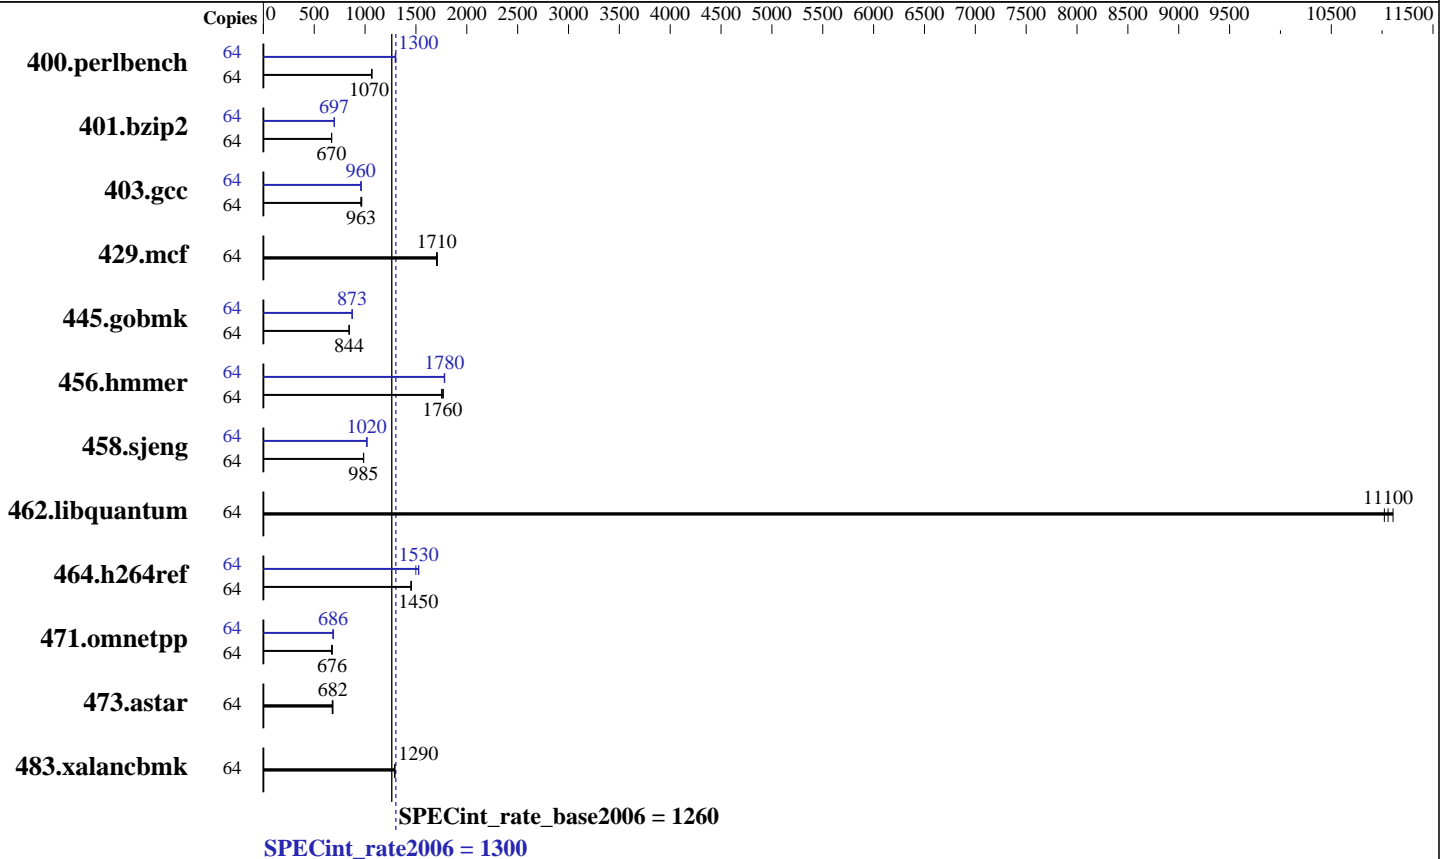 Copies 0 500 1000 1500 2000 2500 3000 3500 4000 4500 5000 5500 6000 6500 7000 7500 8000 8500 9000 9500 10500 11500
400.perlbench 64 1300
64 1070
401.bzip2 64 697
64 670
403.gcc 64 960
64 963
429.mcf 64 1710
445.gobmk 64 873
64 844
456.hmmer 64 1780
64 1760
458.sjeng 64 1020
64 985
462.libquantum 64 11100
464.h264ref 64 1530
64 1450
471.omnetpp 64 686
64 676
473.astar 64 682
483.xalancbmk 64 1290
SPECint_rate_base2006 = 1260
SPECint_rate2006 = 1300